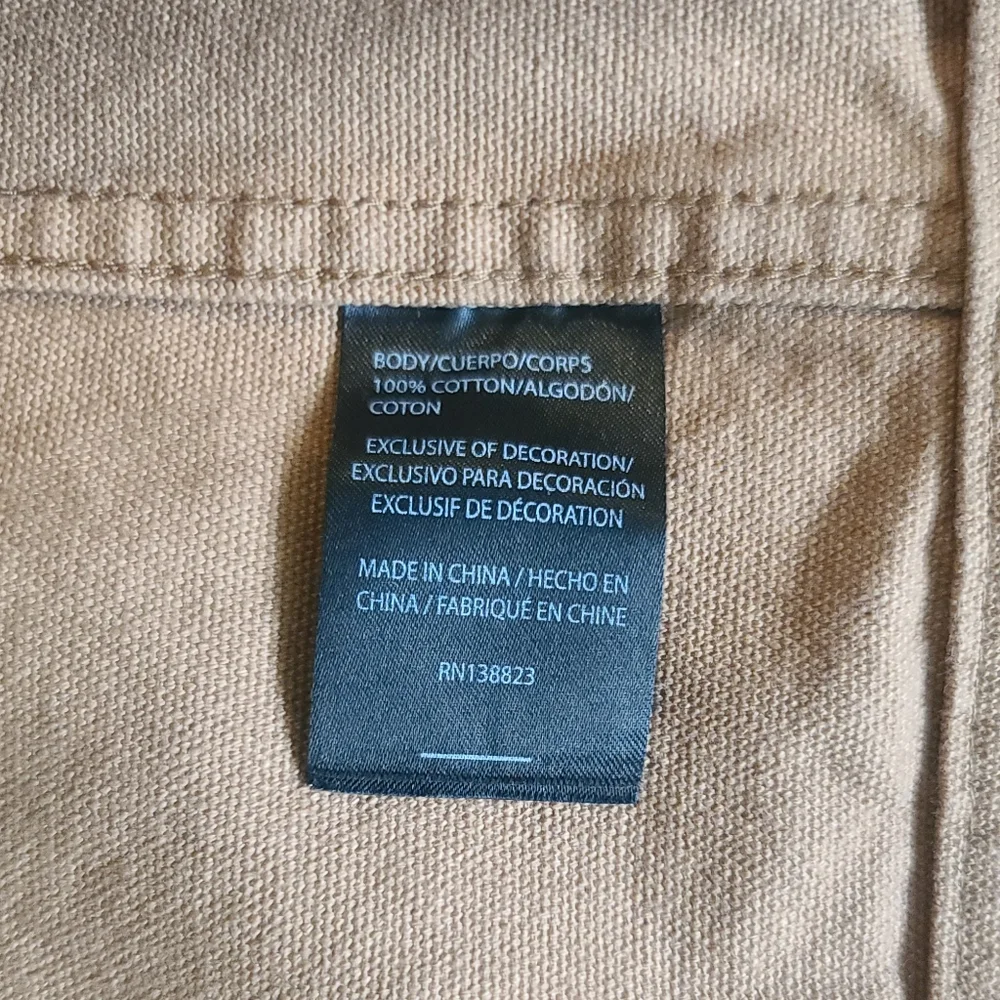 BODY/CUERPO/CORPS
100% COTTON/ALGODÓN/
COTON
EXCLUSIVE OF DECORATION/
EXCLUSIVO PARA DECORACIÓN
EXCLUSIF DE DÉCORATION
MADE IN CHINA / HECHO EN
CHINA / FABRIQUÉ EN CHINE
RN138823